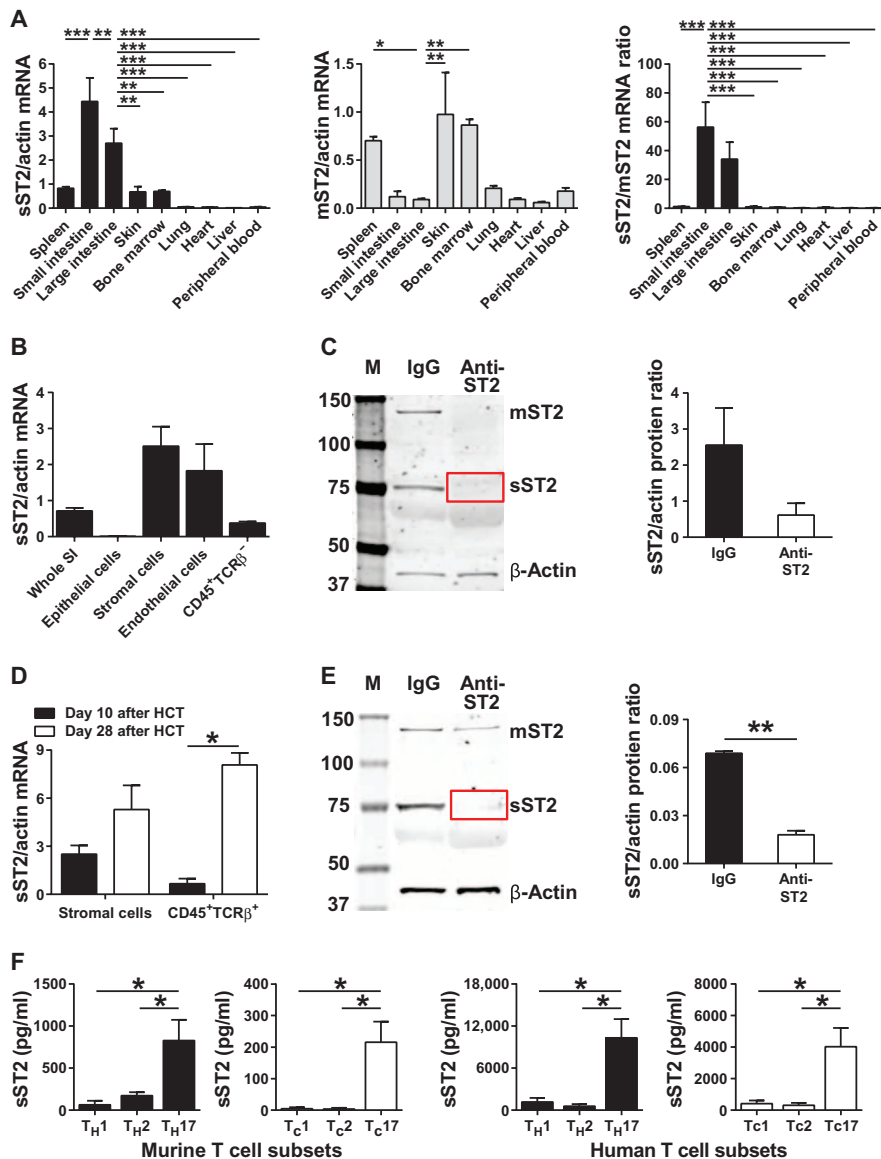 A
*** ** ***
***
***
***
**
**
sST2/actin mRNA
6
5
4
3
2
1
0
Spleen
Small intestine
Large intestine
Skin
Bone marrow
Lung
Heart
Liver
Peripheral blood
* **
**
mST2/actin mRNA
1.5
1.0
0.5
0.0
Spleen
Small intestine
Large intestine
Skin
Bone marrow
Lung
Heart
Liver
Peripheral blood
*** ***
***
***
***
***
***
sST2/mST2 mRNA ratio
100
80
60
40
20
0
Spleen
Small intestine
Large intestine
Skin
Bone marrow
Lung
Heart
Liver
Peripheral blood
B
sST2/actin mRNA
4
3
2
1
0
Whole SI
Epithelial cells
Stromal cells
Endothelial cells
CD45⁺TCRβ⁻
C
M IgG Anti-ST2
150
100
75
50
37
mST2
sST2
β-Actin
sST2/actin protien ratio
4
3
2
1
0
IgG
Anti-
ST2
D
Day 10 after HCT
Day 28 after HCT
*
sST2/actin mRNA
9
6
3
0
Stromal cells CD45⁺TCRβ⁺
E
M IgG Anti-ST2
150
100
75
50
37
mST2
sST2
β-Actin
**
sST2/actin protien ratio
0.09
0.06
0.03
0.00
IgG
Anti-
ST2
F
*
*
sST2 (pg/ml)
1500
1000
500
0
TH1 TH2 TH17
*
*
sST2 (pg/ml)
400
300
200
100
0
TC1 TC2 TC17
Murine T cell subsets
*
*
sST2 (pg/ml)
18,000
12,000
6000
0
TH1 TH2 TH17
*
*
sST2 (pg/ml)
8000
6000
4000
2000
0
Tc1 Tc2 Tc17
Human T cell subsets